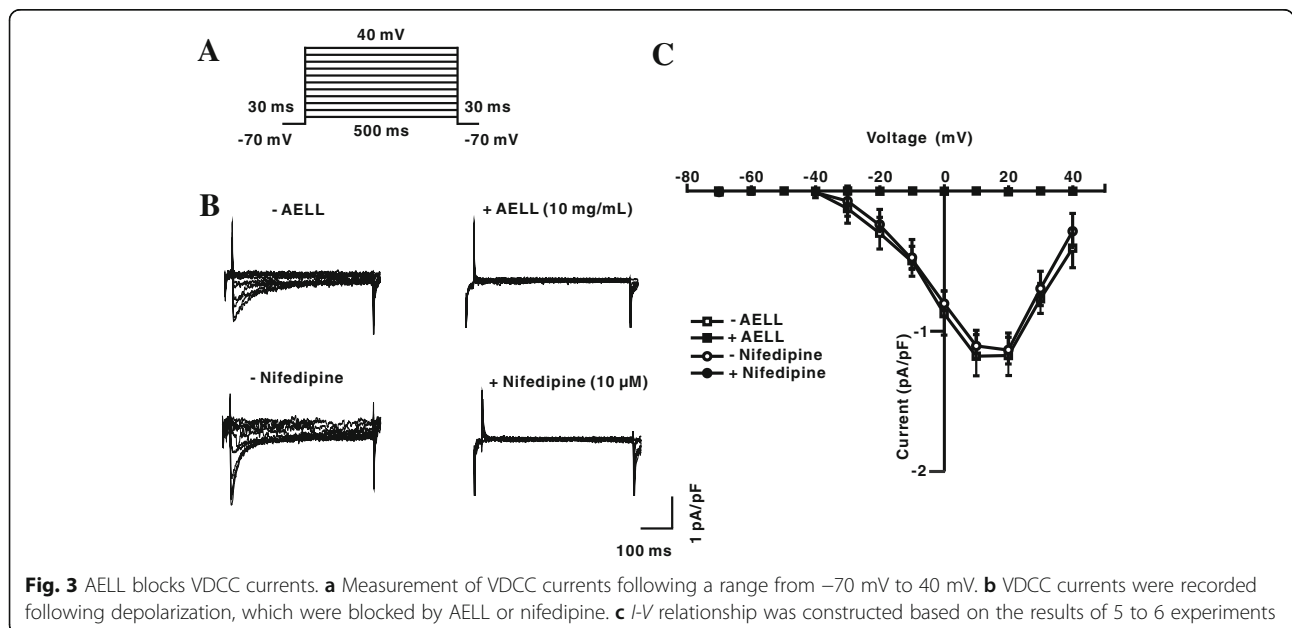 A
40 mV
30 ms
30 ms
-70 mV
500 ms
-70 mV
B
- AELL
+ AELL (10 mg/mL)
- Nifedipine
+ Nifedipine (10 µM)
1 pA/pF
100 ms
C
Voltage (mV)
-80 -60 -40 -20 0 20 40
- AELL
+ AELL
- Nifedipine
+ Nifedipine
-1
-2
Current (pA/pF)
Fig. 3 AELL blocks VDCC currents. a Measurement of VDCC currents following a range from −70 mV to 40 mV. b VDCC currents were recorded
following depolarization, which were blocked by AELL or nifedipine. c I-V relationship was constructed based on the results of 5 to 6 experiments